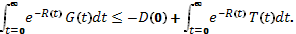 ∫_{t=0}^{∞} e^{-R(t)} G(t)dt ≤ -D(0) + ∫_{t=0}^{∞} e^{-R(t)} T(t)dt.